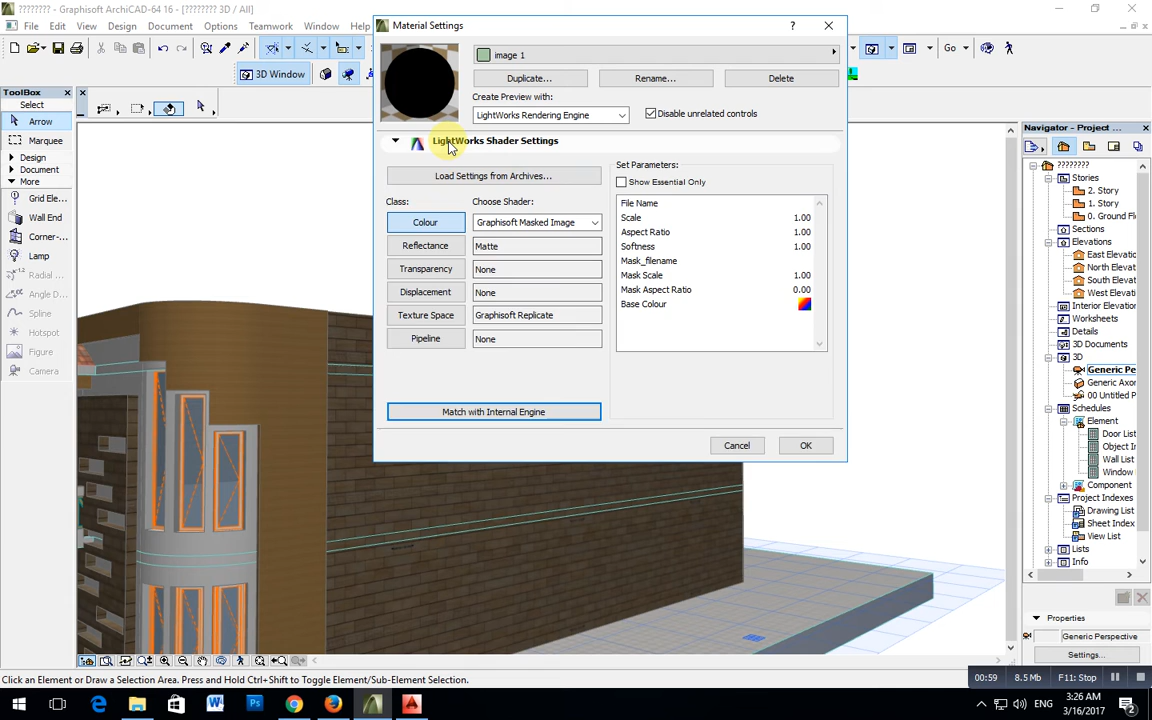 ???????? - Graphisoft ArchiCAD-64 16 - [???????? 3D / All]
File Edit View Design Document Options Teamwork Window Help
3D Window
Go
ToolBox
Select
Arrow
Marquee
Design
Document
More
Grid Ele...
Wall End
Corner-...
Lamp
Radial ...
Angle D...
Spline
Hotspot
Figure
Camera
Material Settings
image 1
Duplicate... Rename... Delete
Create Preview with:
LightWorks Rendering Engine
Disable unrelated controls
LightWorks Shader Settings
Load Settings from Archives...
Class: Choose Shader:
Colour Graphisoft Masked Image
Reflectance Matte
Transparency None
Displacement None
Texture Space Graphisoft Replicate
Pipeline None
Match with Internal Engine
Set Parameters:
Show Essential Only
File Name
Scale 1.00
Aspect Ratio 1.00
Softness 1.00
Mask_filename
Mask Scale 1.00
Mask Aspect Ratio 0.00
Base Colour
Cancel OK
Navigator - Project ...
????????
Stories
2. Story
1. Story
0. Ground Fl
Sections
Elevations
East Elevati
North Elevat
South Elevat
West Elevati
Interior Elevation
Worksheets
Details
3D Documents
3D
Generic Pe
Generic Axon
00 Untitled P
Schedules
Element
Door List
Object In
Wall List
Window
Component
Project Indexes
Drawing List
Sheet Index
View List
Lists
Info
Properties
Generic Perspective
Settings...
Click an Element or Draw a Selection Area. Press and Hold Ctrl+Shift to Toggle Element/Sub-Element Selection.
00:59 8.5 Mb F11: Stop
ENG
3:26 AM
3/16/2017
2